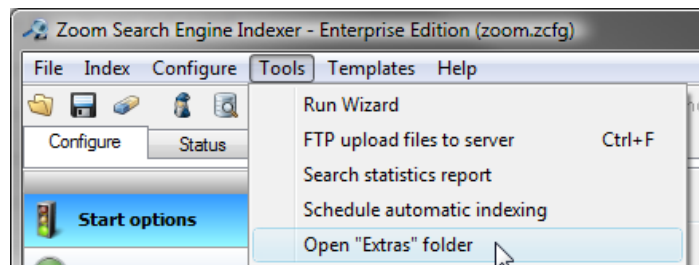 Zoom Search Engine Indexer - Enterprise Edition (zoom.zcfg)
File Index Configure Tools Templates Help
Run Wizard
Configure Status FTP upload files to server Ctrl+F
Search statistics report
Start options Schedule automatic indexing
Open "Extras" folder